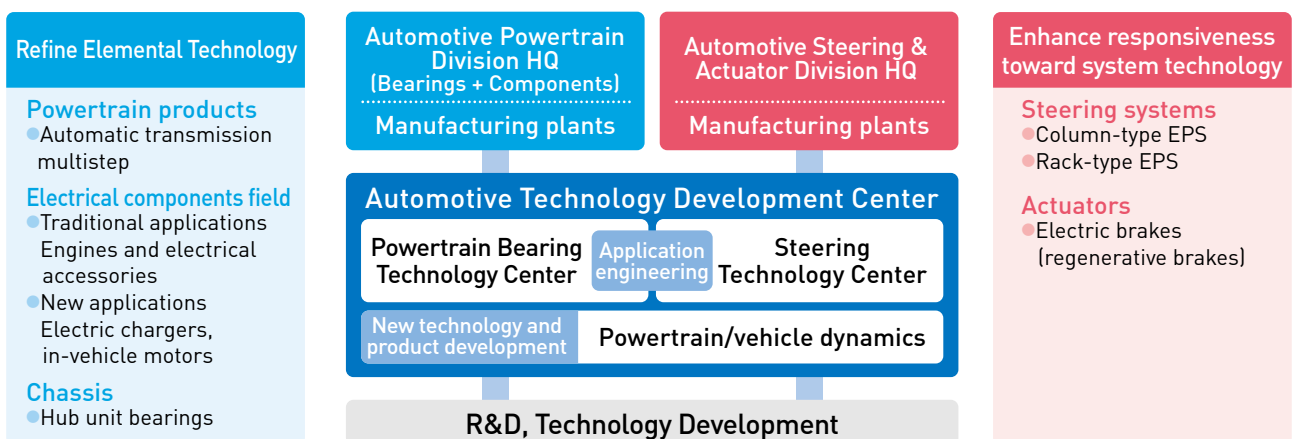 Refine Elemental Technology
Powertrain products
Automatic transmission
multistep
Electrical components field
Traditional applications
Engines and electrical
accessories
New applications
Electric chargers,
in-vehicle motors
Chassis
Hub unit bearings
Automotive Powertrain
Division HQ
(Bearings + Components)
Manufacturing plants
Automotive Steering &
Actuator Division HQ
Manufacturing plants
Automotive Technology Development Center
Powertrain Bearing
Technology Center
Application
engineering
Steering
Technology Center
New technology and
product development
Powertrain/vehicle dynamics
R&D, Technology Development
Enhance responsiveness
toward system technology
Steering systems
Column-type EPS
Rack-type EPS
Actuators
Electric brakes
(regenerative brakes)